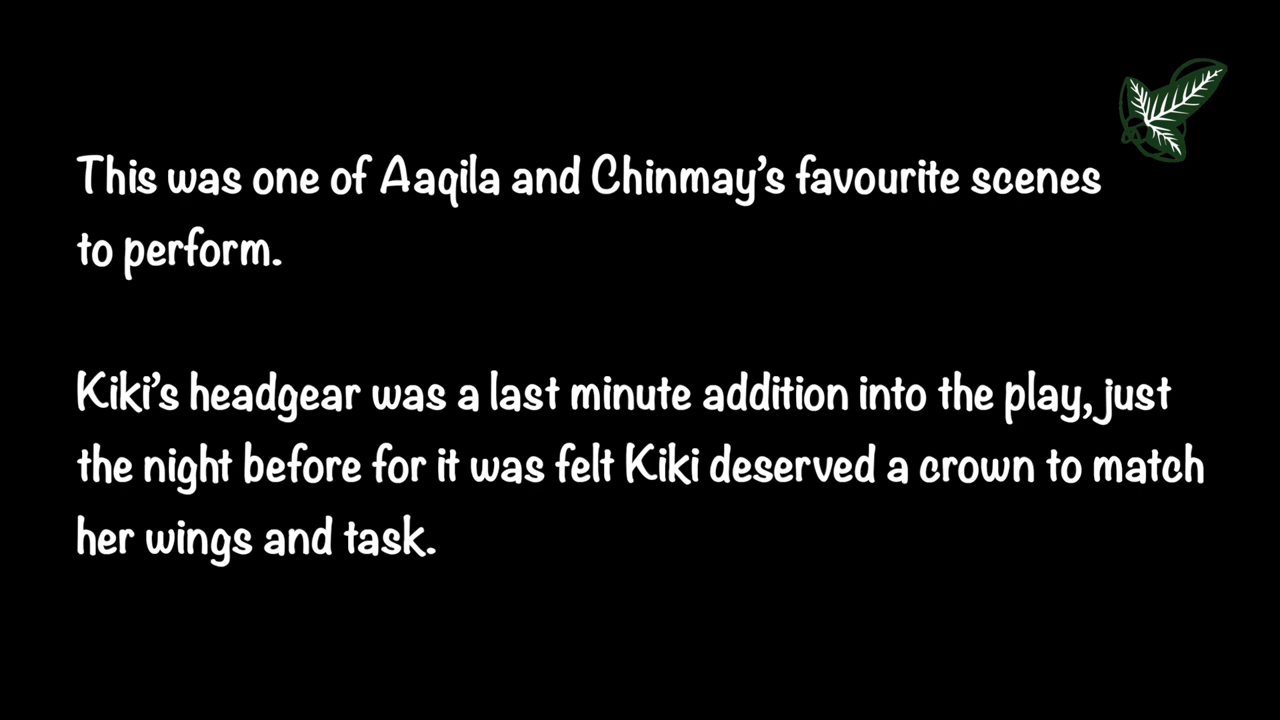 This was one of Aaqila and Chinmay’s favourite scenes
to perform.
Kiki’s headgear was a last minute addition into the play, just
the night before for it was felt Kiki deserved a crown to match
her wings and task.